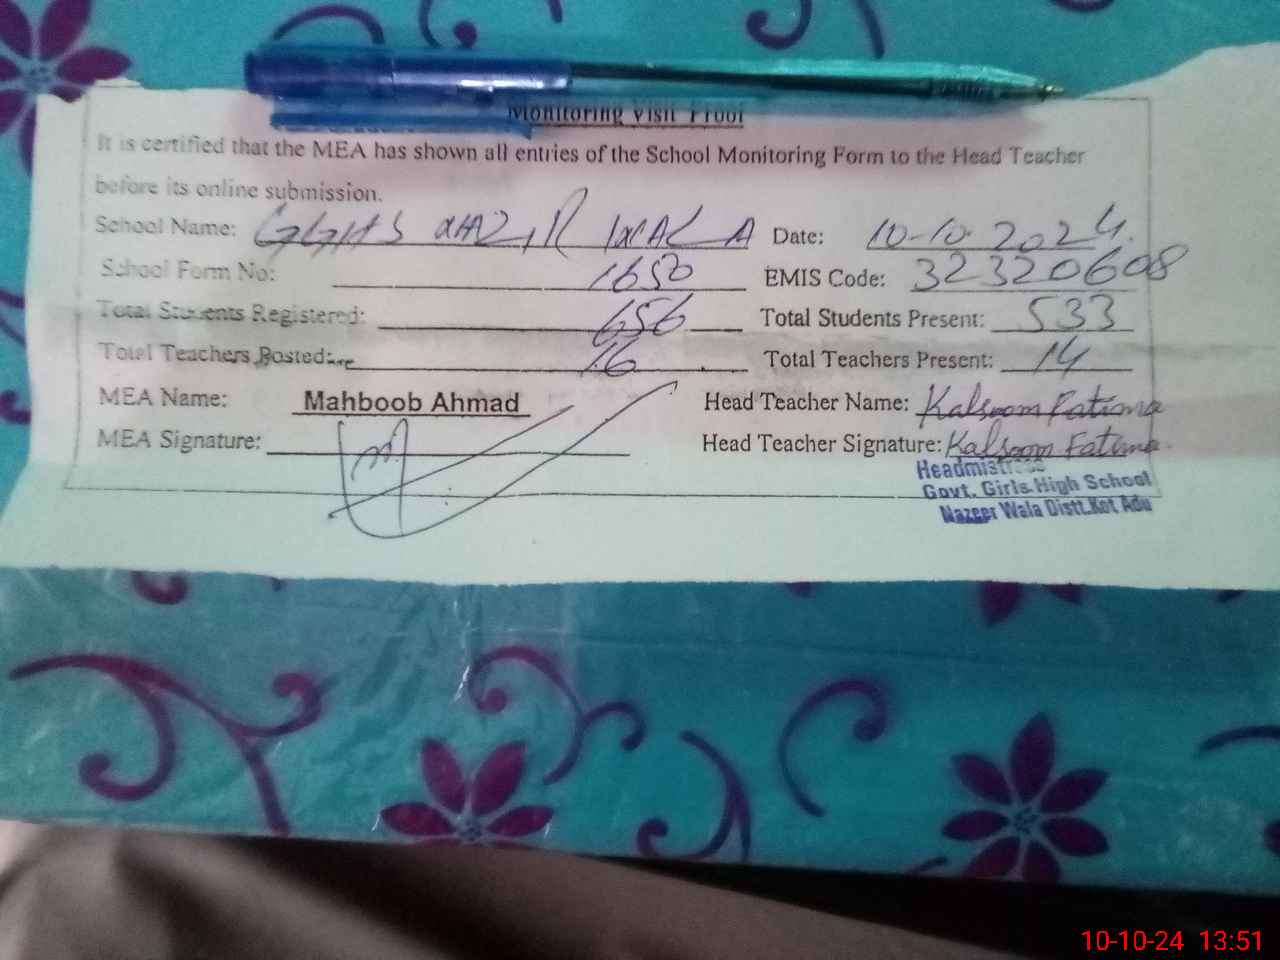 Monitoring Visit Proof
It is certified that the MEA has shown all entries of the School Monitoring Form to the Head Teacher
before its online submission.
School Name: GGHS NAZIR WALA Date: 10-10-2024.
School Form No: 1650 EMIS Code: 32320608
Total Students Registered: 656 Total Students Present: 533
Total Teachers Posted: 16 Total Teachers Present: 14
MEA Name: Mahboob Ahmad Head Teacher Name: Kalsoom Fatima
MEA Signature: Head Teacher Signature: Kalsoom Fatima
Headmistress
Govt. Girls High School
Nazeer Wala Distt.Kot Adu
10-10-24 13:51